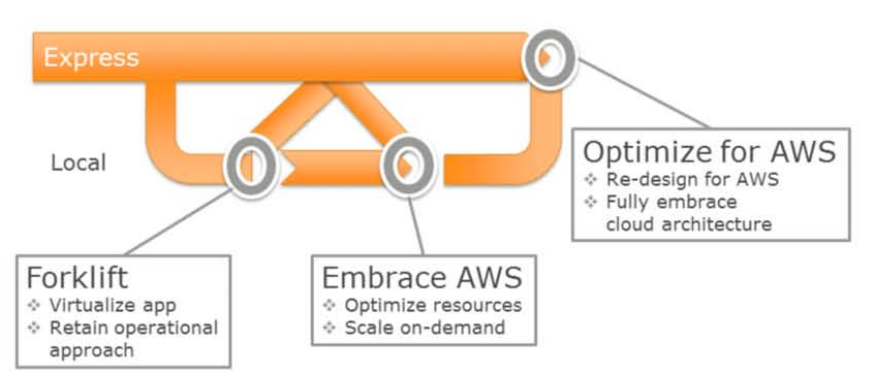 Express
Local
Optimize for AWS
❖ Re-design for AWS
❖ Fully embrace
cloud architecture
Forklift
❖ Virtualize app
❖ Retain operational
approach
Embrace AWS
❖ Optimize resources
❖ Scale on-demand